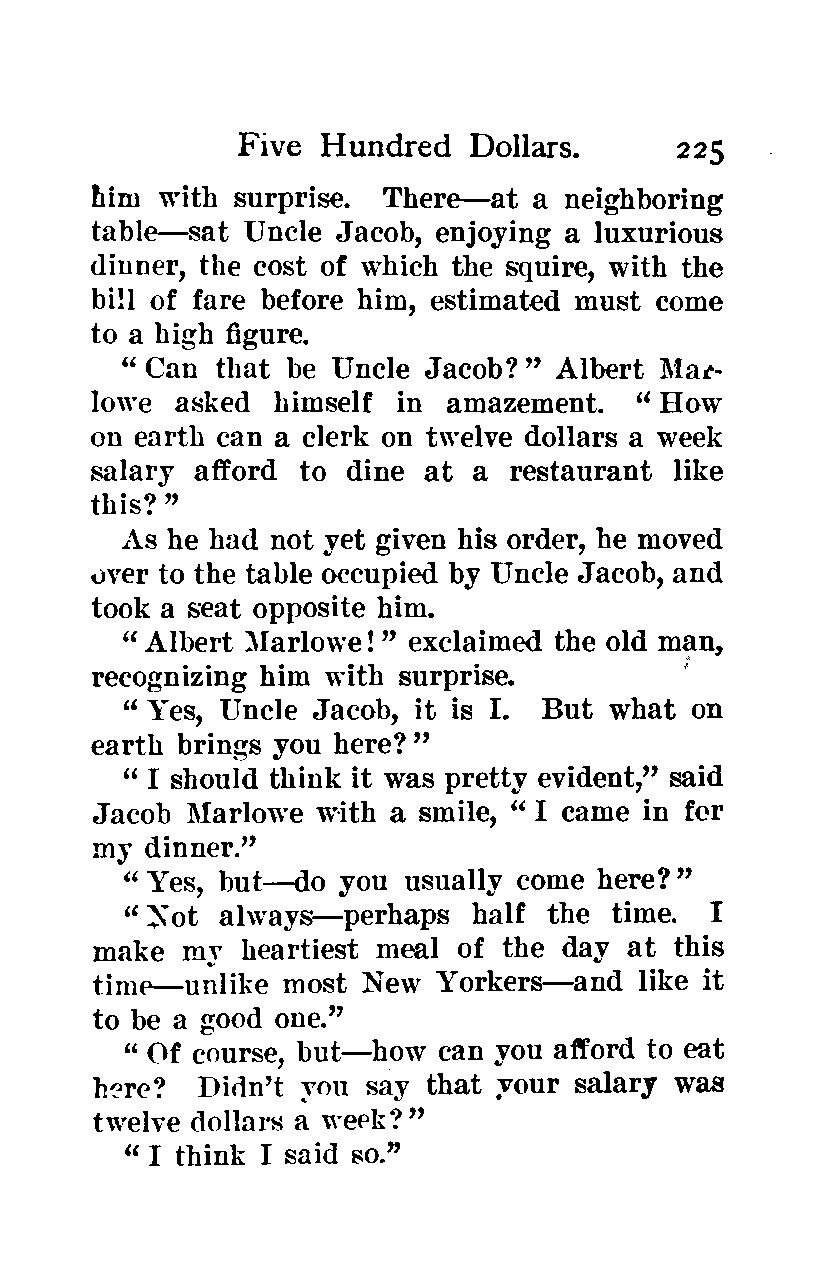 Five Hundred Dollars. 225
him with surprise. There—at a neighboring
table—sat Uncle Jacob, enjoying a luxurious
dinner, the cost of which the squire, with the
bill of fare before him, estimated must come
to a high figure.
“Can that be Uncle Jacob?” Albert Mar-
lowe asked himself in amazement. “How
on earth can a clerk on twelve dollars a week
salary afford to dine at a restaurant like
this?”
As he had not yet given his order, he moved
over to the table occupied by Uncle Jacob, and
took a seat opposite him.
“Albert Marlowe!” exclaimed the old man,
recognizing him with surprise.
“Yes, Uncle Jacob, it is I. But what on
earth brings you here?”
“I should think it was pretty evident,” said
Jacob Marlowe with a smile, “I came in for
my dinner.”
“Yes, but—do you usually come here?”
“Not always—perhaps half the time. I
make my heartiest meal of the day at this
time—unlike most New Yorkers—and like it
to be a good one.”
“Of course, but—how can you afford to eat
here? Didn’t you say that your salary was
twelve dollars a week?”
“I think I said so.”